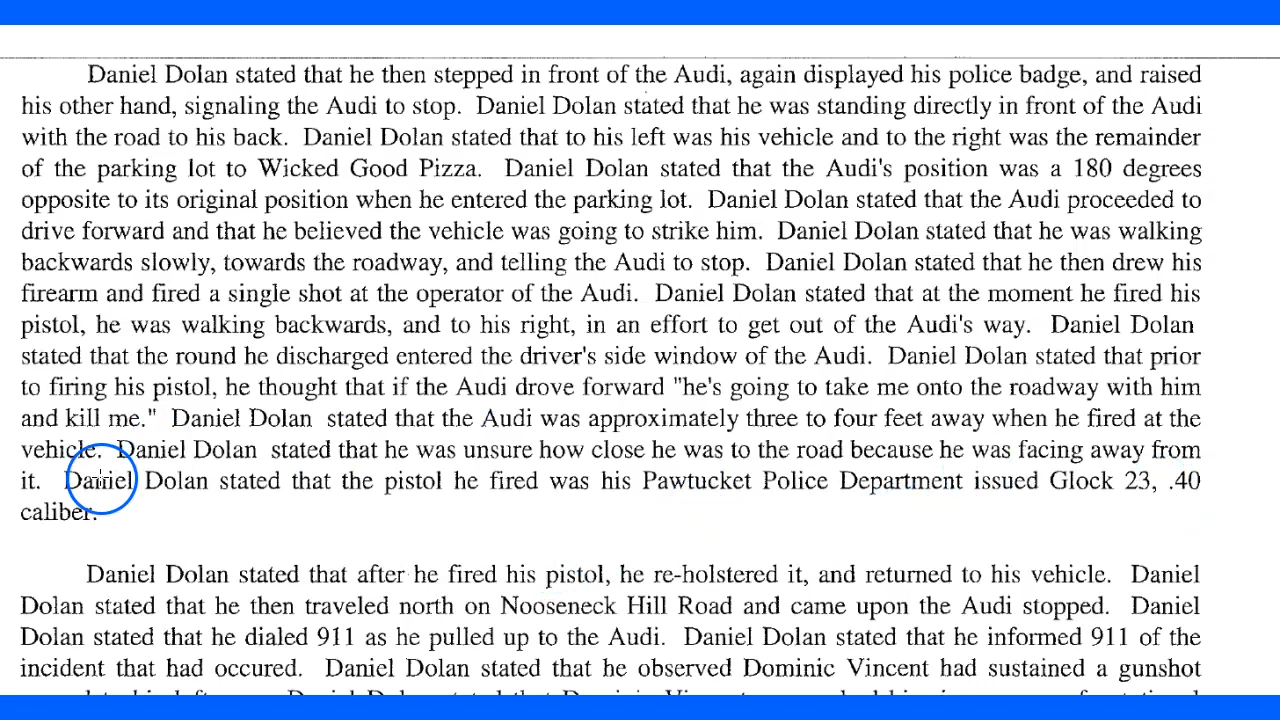 Daniel Dolan stated that he then stepped in front of the Audi, again displayed his police badge, and raised
his other hand, signaling the Audi to stop. Daniel Dolan stated that he was standing directly in front of the Audi
with the road to his back. Daniel Dolan stated that to his left was his vehicle and to the right was the remainder
of the parking lot to Wicked Good Pizza. Daniel Dolan stated that the Audi's position was a 180 degrees
opposite to its original position when he entered the parking lot. Daniel Dolan stated that the Audi proceeded to
drive forward and that he believed the vehicle was going to strike him. Daniel Dolan stated that he was walking
backwards slowly, towards the roadway, and telling the Audi to stop. Daniel Dolan stated that he then drew his
firearm and fired a single shot at the operator of the Audi. Daniel Dolan stated that at the moment he fired his
pistol, he was walking backwards, and to his right, in an effort to get out of the Audi's way. Daniel Dolan
stated that the round he discharged entered the driver's side window of the Audi. Daniel Dolan stated that prior
to firing his pistol, he thought that if the Audi drove forward "he's going to take me onto the roadway with him
and kill me." Daniel Dolan stated that the Audi was approximately three to four feet away when he fired at the
vehicle. Daniel Dolan stated that he was unsure how close he was to the road because he was facing away from
it. Daniel Dolan stated that the pistol he fired was his Pawtucket Police Department issued Glock 23, .40
caliber.
Daniel Dolan stated that after he fired his pistol, he re-holstered it, and returned to his vehicle. Daniel
Dolan stated that he then traveled north on Nooseneck Hill Road and came upon the Audi stopped. Daniel
Dolan stated that he dialed 911 as he pulled up to the Audi. Daniel Dolan stated that he informed 911 of the
incident that had occured. Daniel Dolan stated that he observed Dominic Vincent had sustained a gunshot